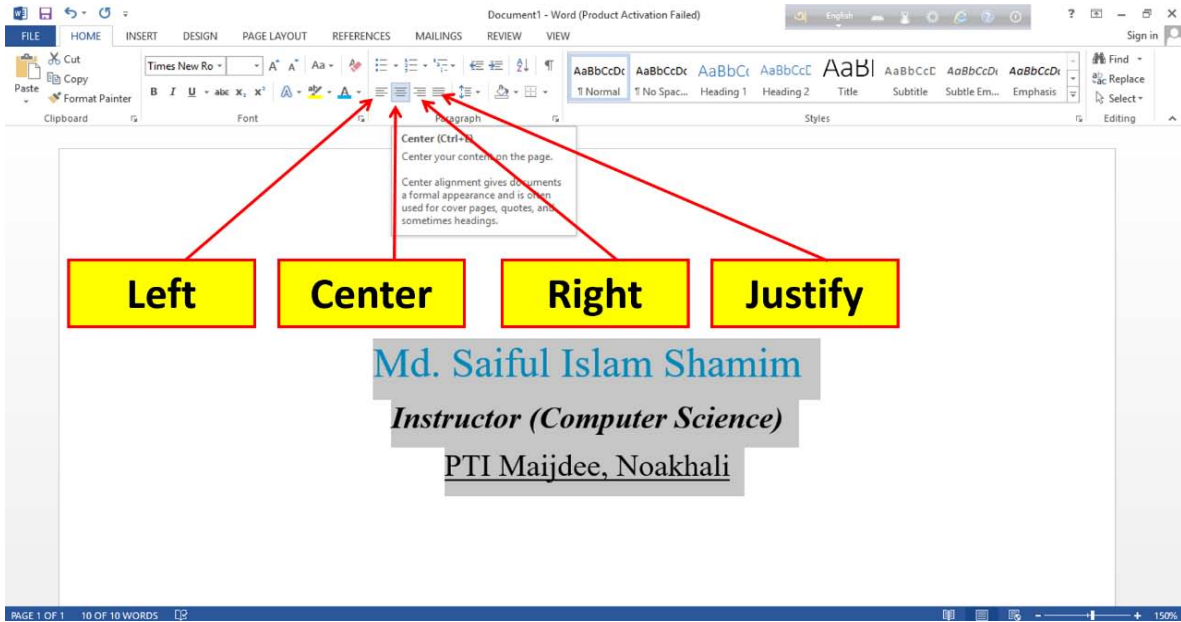 Document1 - Word (Product Activation Failed)
English
FILE HOME INSERT DESIGN PAGE LAYOUT REFERENCES MAILINGS REVIEW VIEW
Sign in
Paste
Cut
Copy
Format Painter
Clipboard
Times New Ro
Font
Paragraph
AaBbCcDc AaBbCcDc AaBbCc AaBbCcC AaBl AaBbCcC AaBbCcDc AaBbCcDc
¶ Normal ¶ No Spac... Heading 1 Heading 2 Title Subtitle Subtle Em... Emphasis
Styles
Find
Replace
Select
Editing
Center (Ctrl+E)
Center your content on the page.
Center alignment gives documents
a formal appearance and is often
used for cover pages, quotes, and
sometimes headings.
Left Center Right Justify
Md. Saiful Islam Shamim
Instructor (Computer Science)
PTI Maijdee, Noakhali
PAGE 1 OF 1 10 OF 10 WORDS
150%